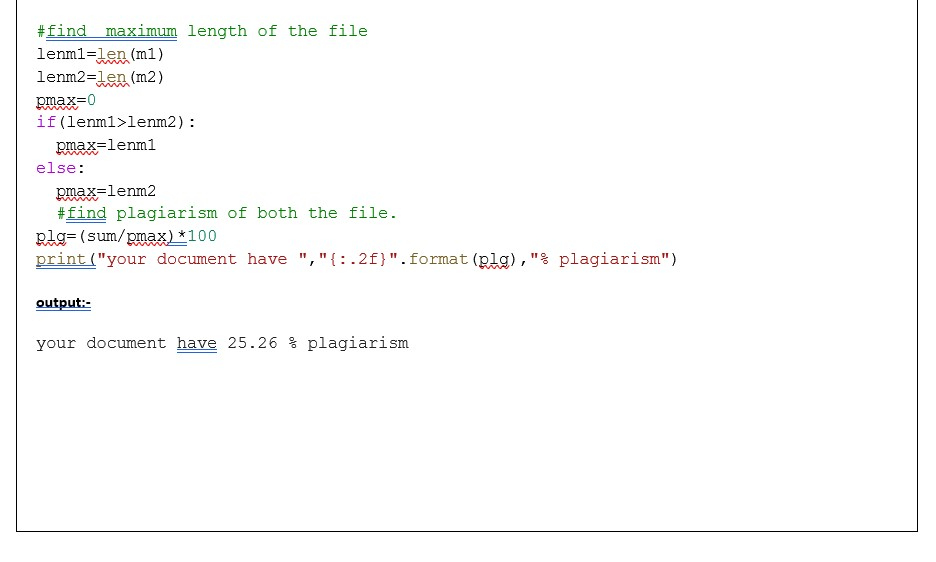 #find  maximum length of the file
lenm1=len(m1)
lenm2=len(m2)
pmax=0
if(lenm1>lenm2):
  pmax=lenm1
else:
  pmax=lenm2
  #find plagiarism of both the file.
plg=(sum/pmax)*100
print("your document have ","{:.2f}".format(plg),"% plagiarism")
output:-
your document have 25.26 % plagiarism